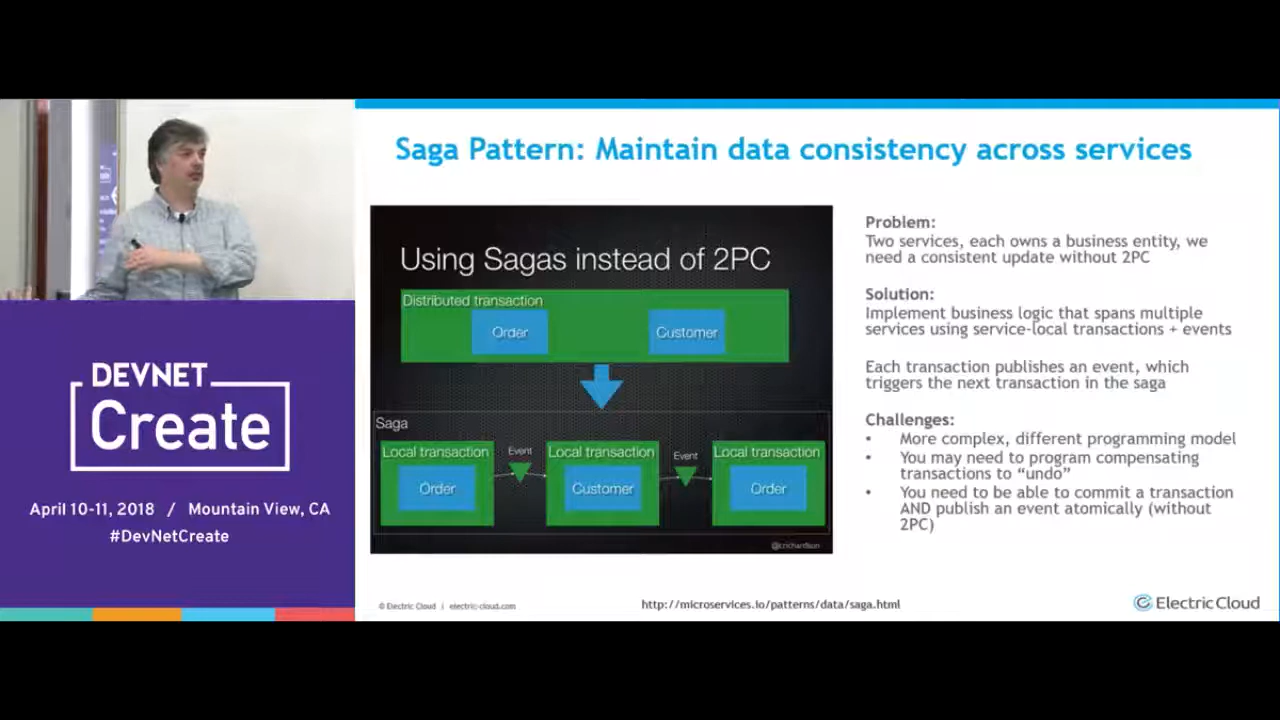 Saga Pattern: Maintain data consistency across services
Using Sagas instead of 2PC
Distributed transaction
Order
Customer
Saga
Local transaction
Order
Event
Local transaction
Customer
Event
Local transaction
Order
@crichardson
Problem:
Two services, each owns a business entity, we
need a consistent update without 2PC
Solution:
Implement business logic that spans multiple
services using service-local transactions + events
Each transaction publishes an event, which
triggers the next transaction in the saga
Challenges:
• More complex, different programming model
• You may need to program compensating
transactions to “undo”
• You need to be able to commit a transaction
AND publish an event atomically (without
2PC)
© Electric Cloud | electric-cloud.com
http://microservices.io/patterns/data/saga.html
Electric Cloud
DEVNET
Create
April 10-11, 2018 / Mountain View, CA
#DevNetCreate